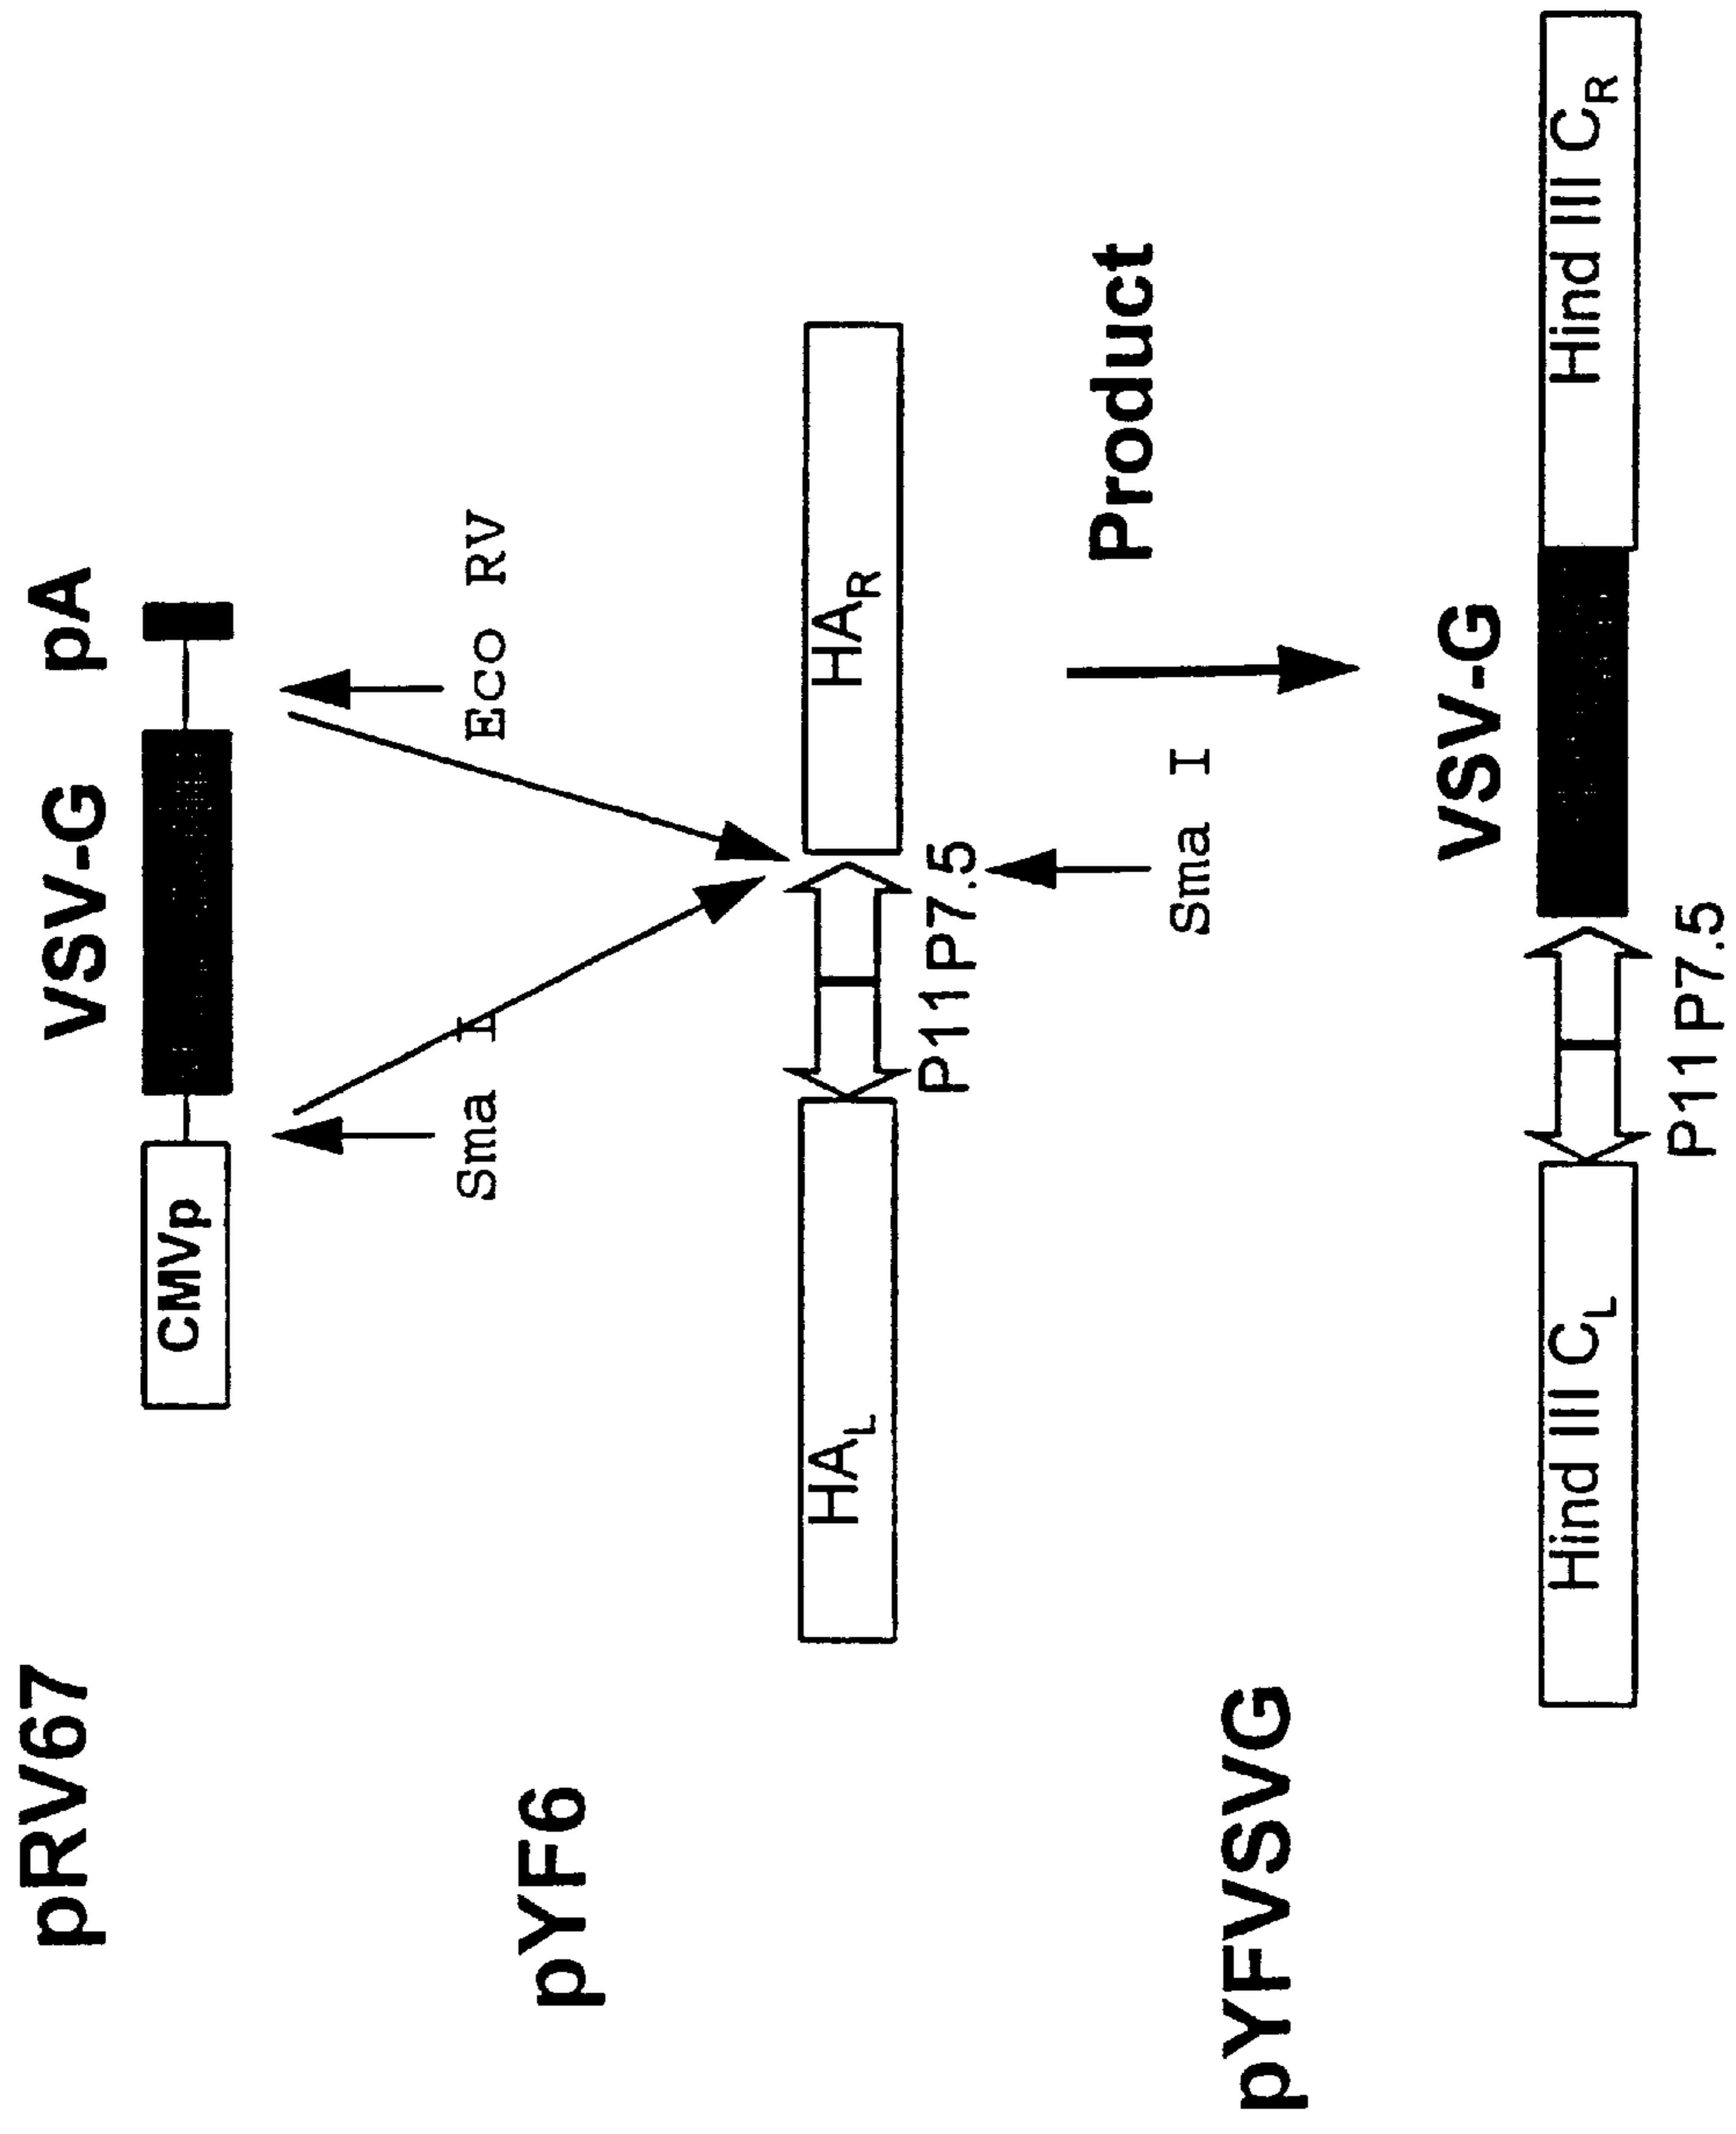 pRV67
VSV-G
pA
CMVp
Sma I
Eco RV
pYF6
HAL
HAR
P11 P7.5
Sma I
Product
pYFVSVG
VSV-G
Hind III CL
Hind III CR
P11 P7.5